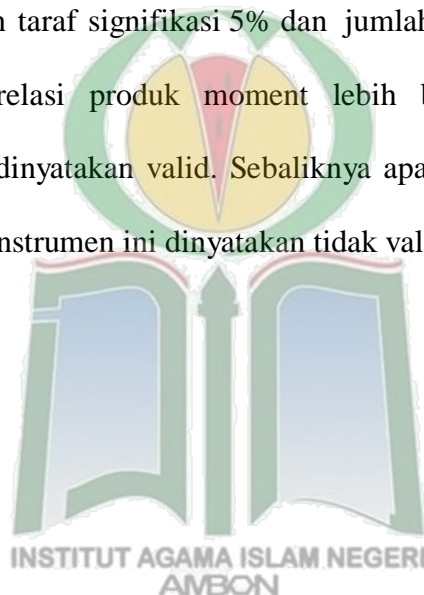 n taraf signifikasi 5% dan jumlah
relasi produk moment lebih b
dinyatakan valid. Sebaliknya apa
nstrumen ini dinyatakan tidak val
INSTITUT AGAMA ISLAM NEGERI
AMBON